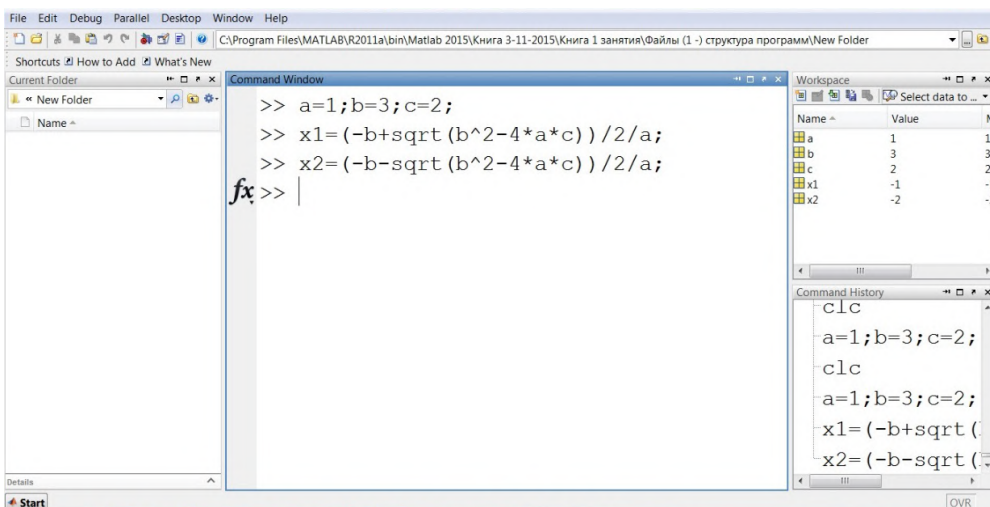 File Edit Debug Parallel Desktop Window Help
C:\Program Files\MATLAB\R2011a\bin\Matlab 2015\Книга 3-11-2015\Книга 1 занятия\Файлы (1 -) структура программ\New Folder
Shortcuts How to Add What's New
Current Folder
« New Folder
Name
Details
Command Window
>> a=1;b=3;c=2;
>> x1=(-b+sqrt(b^2-4*a*c))/2/a;
>> x2=(-b-sqrt(b^2-4*a*c))/2/a;
fx >>
Workspace
Select data to ...
Name Value
a 1 1
b 3 3
c 2 2
x1 -1 -
x2 -2 -
Command History
clc
a=1;b=3;c=2;
clc
a=1;b=3;c=2;
x1=(-b+sqrt(
x2=(-b-sqrt(
Start
OVR